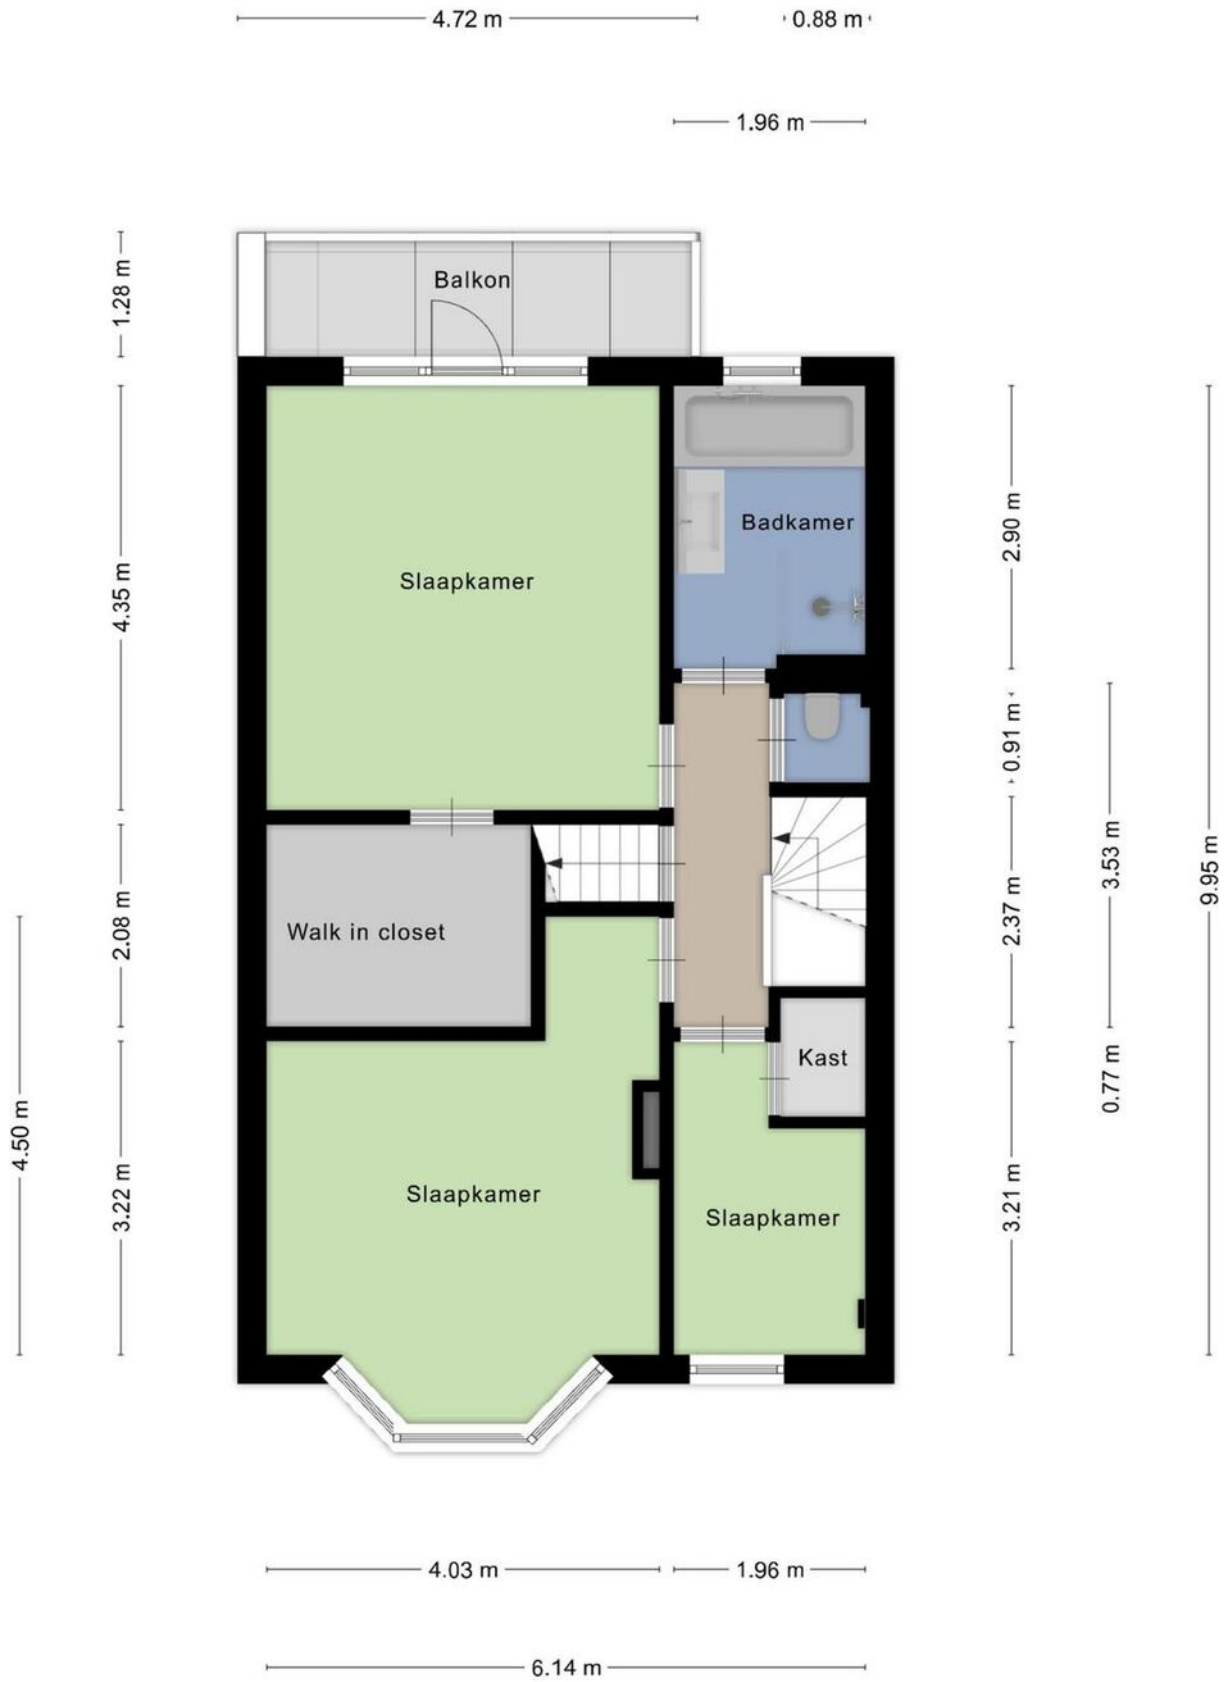 4.72 m
0.88 m
1.96 m
1.28 m
Balkon
4.35 m
Slaapkamer
Badkamer
2.90 m
0.91 m
3.53 m
9.95 m
2.08 m
Walk in closet
2.37 m
Kast
0.77 m
4.50 m
3.22 m
Slaapkamer
Slaapkamer
3.21 m
4.03 m
1.96 m
6.14 m